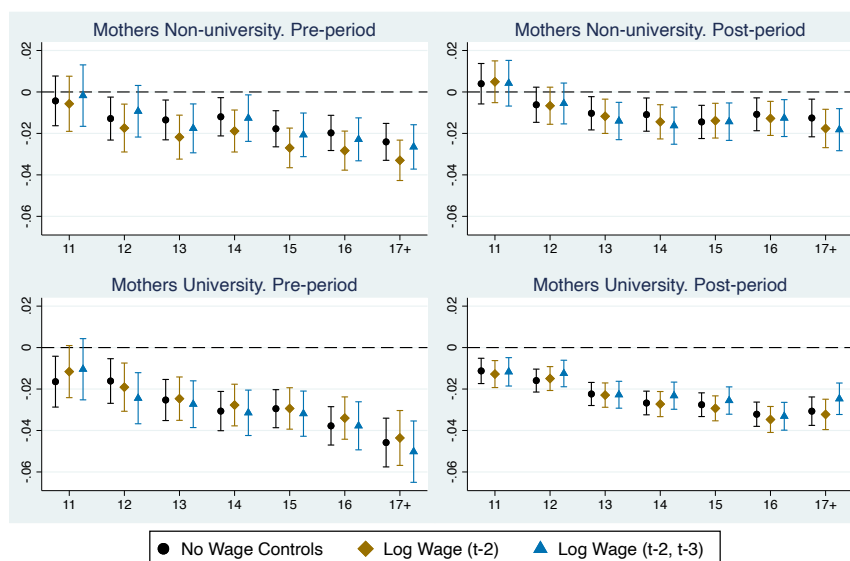 Mothers Non-university. Pre-period
.02
0
-.02
-.04
-.06
11 12 13 14 15 16 17+
Mothers Non-university. Post-period
.02
0
-.02
-.04
-.06
11 12 13 14 15 16 17+
Mothers University. Pre-period
.02
0
-.02
-.04
-.06
11 12 13 14 15 16 17+
Mothers University. Post-period
.02
0
-.02
-.04
-.06
11 12 13 14 15 16 17+
No Wage Controls Log Wage (t-2) Log Wage (t-2, t-3)